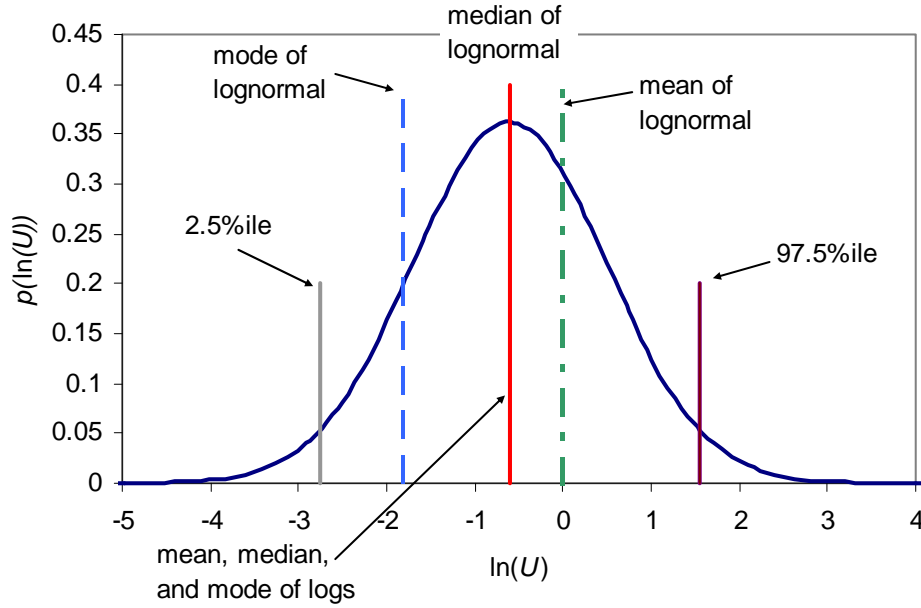 median of
lognormal
mode of
lognormal
mean of
lognormal
2.5%ile
97.5%ile
p(ln(U))
0.45
0.4
0.35
0.3
0.25
0.2
0.15
0.1
0.05
0
-5 -4 -3 -2 -1 0 1 2 3 4
ln(U)
mean, median,
and mode of logs